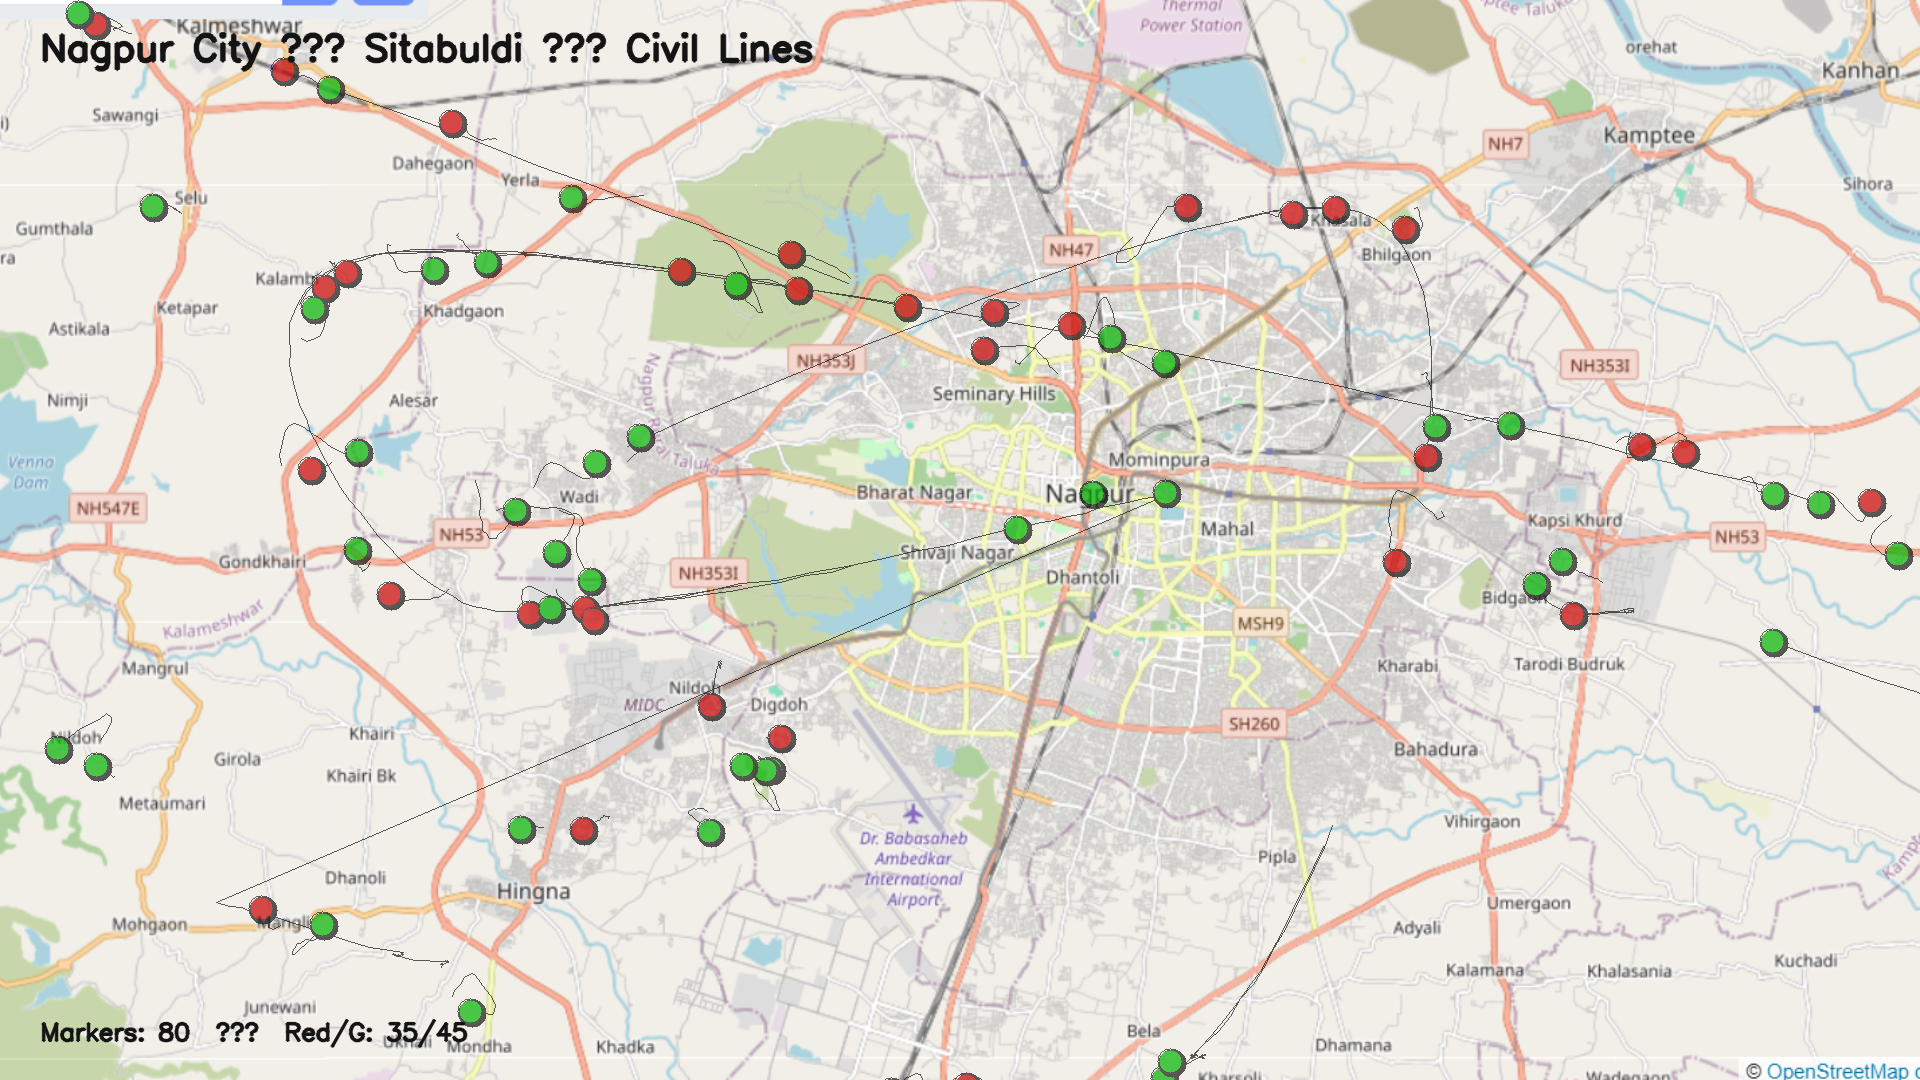 Kalmeshwar
Nagpur City ??? Sitabuldi ??? Civil Lines
Thermal
Power Station
orehat
Kanhan
Sawangi
NH7
Kamptee
Dahegaon
Yerla
Selu
Sihora
Gumthala
Khasala
NH47
Bhilgaon
Ketapar
Khadgaon
Astikala
NH353J
NH353I
Seminary Hills
Nimji
Alesar
Venna
Dam
Mominpura
Wadi
Bharat Nagar
Nagpur
NH547E
NH53
Mahal
Kapsi Khurd
NH53
Gondkhairi
Shivaji Nagar
NH353I
Dhantoli
Bidgaon
Kalameshwar
MSH9
Mangrul
Kharabi
Tarodi Budruk
Nildoh
MIDC
Digdoh
SH260
Nildoh
Khairi
Girola
Bahadura
Khairi Bk
Metaumari
Vihirgaon
Dr. Babasaheb
Ambedkar
International
Airport
Pipla
Dhanoli
Hingna
Umergaon
Mohgaon
Adyali
Kalamana
Khalasania
Kuchadi
Junewani
Markers: 80 ??? Red/G: 35/45
Bela
Mondha
Khadka
Dhamana
Kharsoli
Wadegaon
© OpenStreetMap